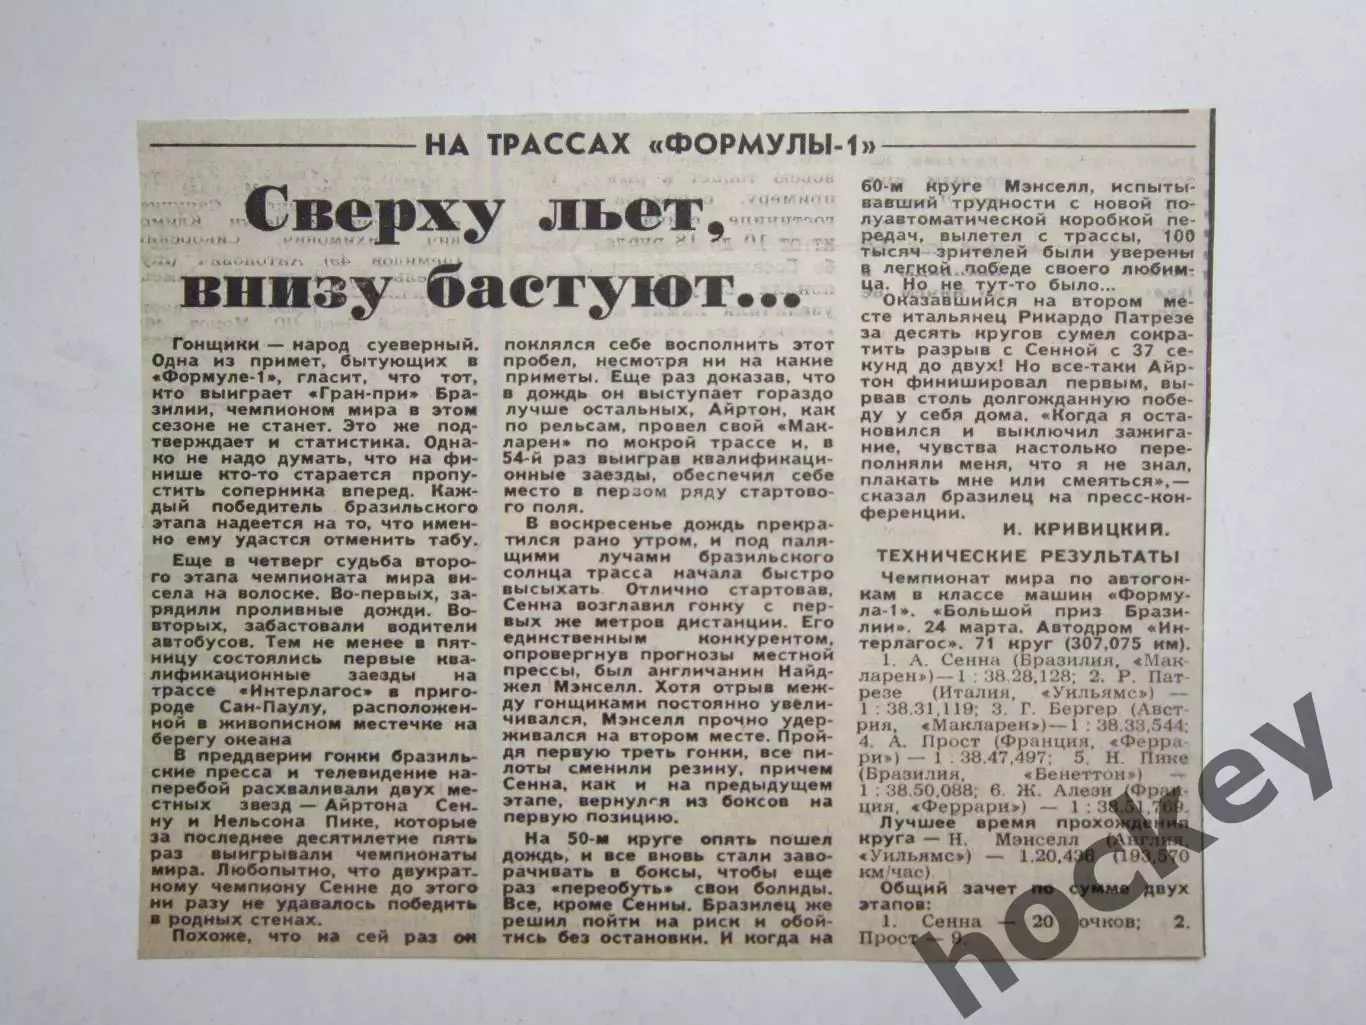 НА ТРАССАХ «ФОРМУЛЫ-1»
Сверху льет,
внизу бастуют...
Гонщики — народ суеверный.
Одна из примет, бытующих в
«Формуле-1», гласит, что тот,
кто выиграет «Гран-при» Бра-
зилии, чемпионом мира в этом
сезоне не станет. Это же под-
тверждает и статистика. Одна-
ко не надо думать, что на фи-
нише кто-то старается пропу-
стить соперника вперед. Каж-
дый победитель бразильского
этапа надеется на то, что имен-
но ему удастся отменить табу.
Еще в четверг судьба второ-
го этапа чемпионата мира ви-
села на волоске. Во-первых, за-
рядили проливные дожди. Во-
вторых, забастовали водители
автобусов. Тем не менее в пят-
ницу состоялись первые ква-
лификационные заезды на
трассе «Интерлагос» в приго-
роде Сан-Паулу, расположен-
ной в живописном местечке на
берегу океана
В преддверии гонки бразиль-
ские пресса и телевидение на-
перебой расхваливали двух ме-
стных звезд — Айртона Сен-
ну и Нельсона Пике, которые
за последнее десятилетие пять
раз выигрывали чемпионаты
мира. Любопытно, что двукрат-
ному чемпиону Сенне до этого
ни разу не удавалось победить
в родных стенах.
Похоже, что на сей раз он
поклялся себе восполнить этот
пробел, несмотря ни на какие
приметы. Еще раз доказав, что
в дождь он выступает гораздо
лучше остальных, Айртон, как
по рельсам, провел свой «Мак-
ларен» по мокрой трассе и, в
54-й раз выиграв квалификаци-
онные заезды, обеспечил себе
место в первом ряду стартово-
го поля.
В воскресенье дождь прекра-
тился рано утром, и под паля-
щими лучами бразильского
солнца трасса начала быстро
высыхать. Отлично стартовав,
Сенна возглавил гонку с пер-
вых же метров дистанции. Его
единственным конкурентом,
опровергнув прогнозы местной
прессы, был англичанин Найд-
жел Мэнселл. Хотя отрыв меж-
ду гонщиками постоянно увели-
чивался, Мэнселл прочно удер-
живался на втором месте. Прой-
дя первую треть гонки, все пи-
лоты сменили резину, причем
Сенна, как и на предыдущем
этапе, вернулся из боксов на
первую позицию.
На 50-м круге опять пошел
дождь, и все вновь стали заво-
рачивать в боксы, чтобы еще
раз «переобуть» свои болиды.
Все, кроме Сенны. Бразилец же
решил пойти на риск и обой-
тись без остановки. И когда на
60-м круге Мэнселл, испыты-
вавший трудности с новой по-
луавтоматической коробкой пе-
редач, вылетел с трассы, 100
тысяч зрителей были уверены
в легкой победе своего любим-
ца. Но не тут-то было...
Оказавшийся на втором ме-
сте итальянец Рикардо Патрезе
за десять кругов сумел сокра-
тить разрыв с Сенной с 37 се-
кунд до двух! Но все-таки Айр-
тон финишировал первым, вы-
рвав столь долгожданную побе-
ду у себя дома. «Когда я оста-
новился и выключил зажига-
ние, чувства настолько пере-
полняли меня, что я не знал,
плакать мне или смеяться»,—
сказал бразилец на пресс-кон-
ференции.
И. КРИВИЦКИЙ.
ТЕХНИЧЕСКИЕ РЕЗУЛЬТАТЫ
Чемпионат мира по автогон-
кам в классе машин «Форму-
ла-1». «Большой приз Брази-
лии». 24 марта. Автодром «Ин-
терлагос». 71 круг (307,075 км).
1. А. Сенна (Бразилия, «Мак-
ларен»)—1 : 38.28,128; 2. Р. Пат-
резе (Италия, «Уильямс») —
1 : 38.31,119; 3. Г. Бергер (Авст-
рия, «Макларен»)—1 : 38.33,544;
4. А. Прост (Франция, «Ферра-
ри») — 1 : 38.47,497; 5. Н. Пике
(Бразилия, «Бенеттон») —
1 : 38.50,088; 6. Ж. Алези (Фран-
ция, «Феррари») — 1 : 38.51,769.
Лучшее время прохождения
круга — Н. Мэнселл (Англия,
«Уильямс») — 1.20,436 (193,570
км/час)
Общий зачет по сумме двух
этапов:
1. Сенна — 20 очков; 2.
Прост — 9.
hockey